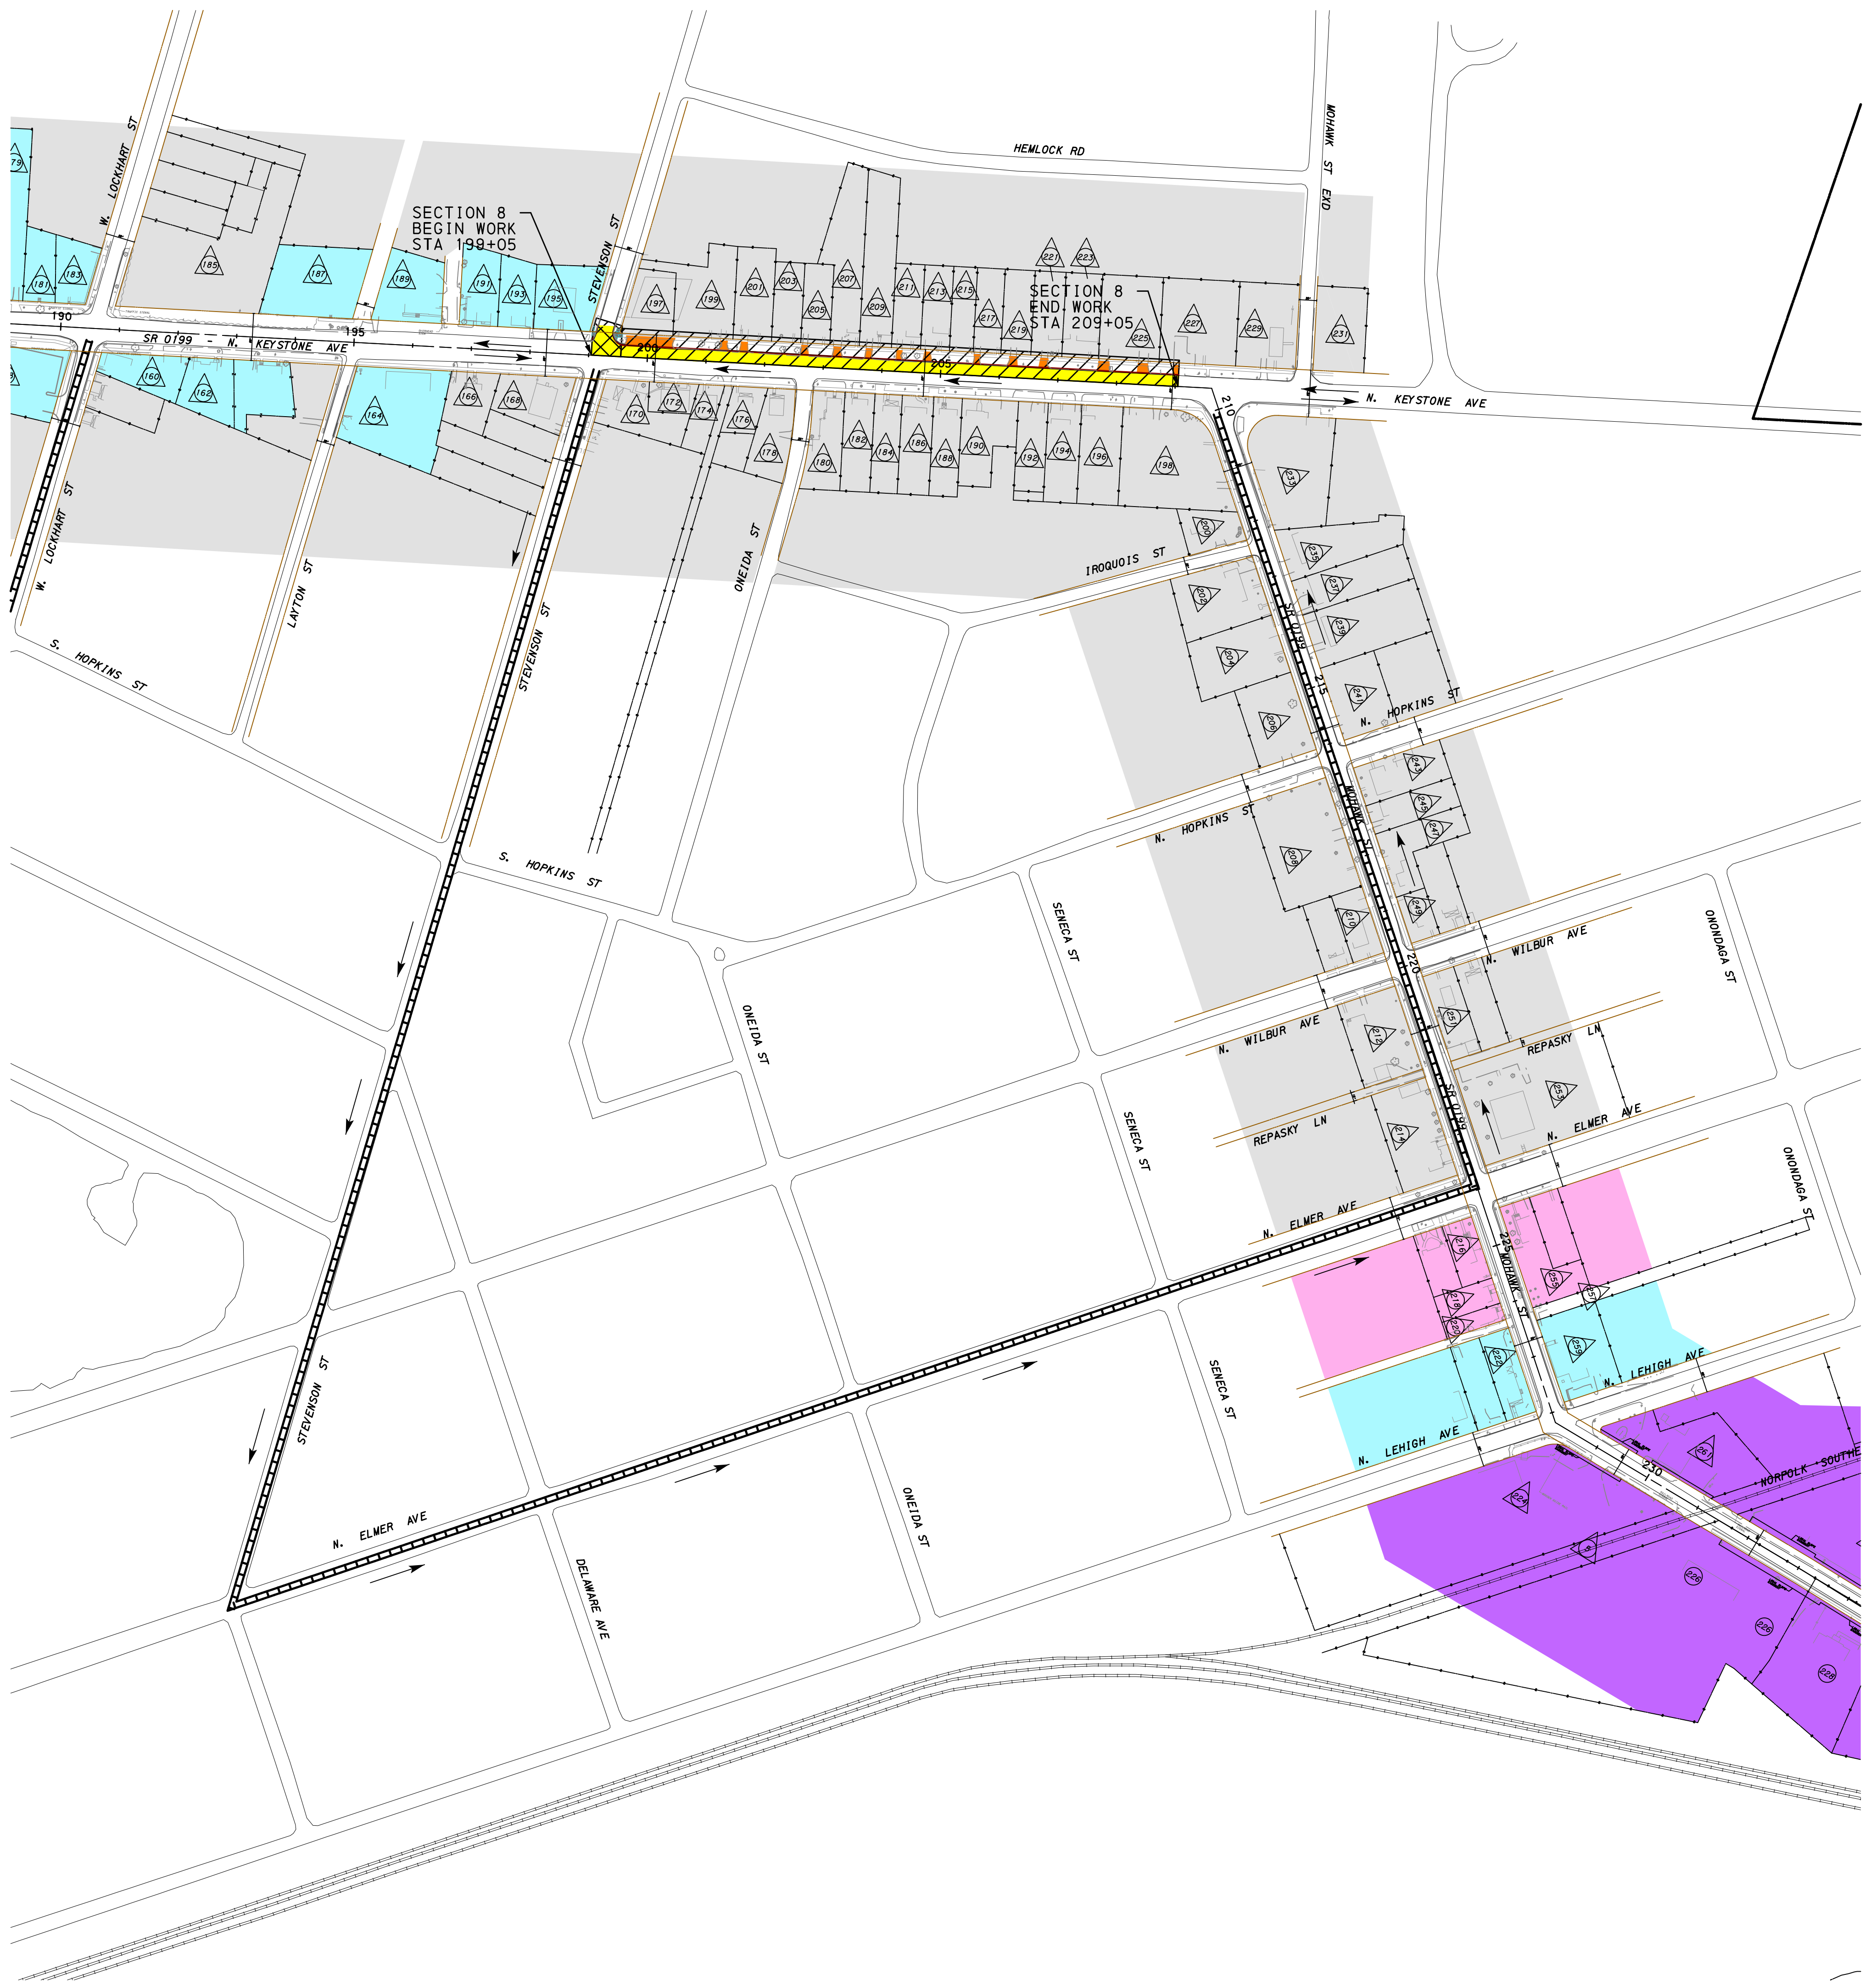 HEMLOCK RD
MOHAWK ST EXD
W. LOCKHART ST
STEVENSON ST
SECTION 8
BEGIN WORK
STA 199+05
SECTION 8
END WORK
STA 209+05
179
181
183
185
187
189
191
193
195
197
199
201
203
205
207
209
211
213
215
217
219
221
223
225
227
229
231
190
195
200
205
210
SR 0199 - N. KEYSTONE AVE
N. KEYSTONE AVE
160
162
164
166
168
170
172
174
176
178
180
182
184
186
188
190
192
194
196
198
200
233
235
237
239
241
W. LOCKHART ST
LAYTON ST
STEVENSON ST
ONEIDA ST
IROQUOIS ST
202
204
206
SR 0199
215
S. HOPKINS ST
S. HOPKINS ST
N. HOPKINS ST
N. HOPKINS ST
MOHAWK ST
243
245
247
249
208
210
220
SENECA ST
ONONDAGA ST
N. WILBUR AVE
N. WILBUR AVE
212
251
REPASKY LN
REPASKY LN
SR 0199
253
214
ONEIDA ST
SENECA ST
ONONDAGA ST
N. ELMER AVE
N. ELMER AVE
216
218
220
225
MOHAWK ST
255
257
222
259
N. LEHIGH AVE
N. LEHIGH AVE
SENECA ST
STEVENSON ST
N. ELMER AVE
DELAWARE AVE
ONEIDA ST
224
261
230
NORFOLK SOUTHE
226
226
228